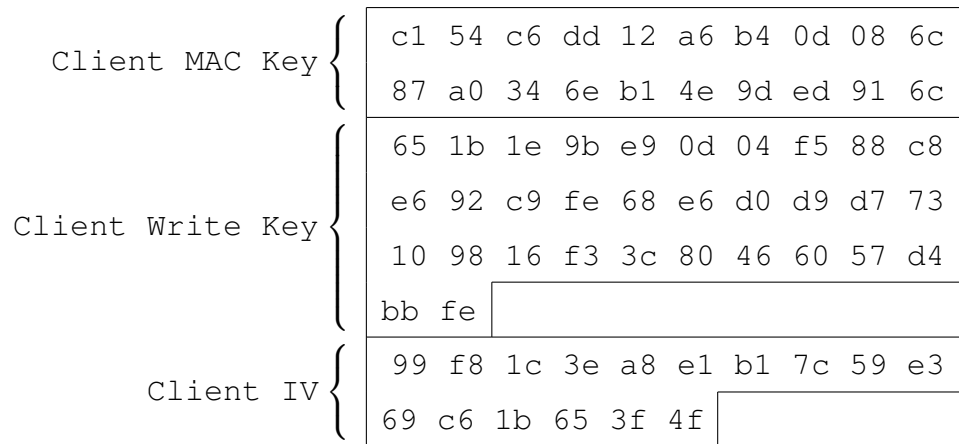 Client MAC Key
c1 54 c6 dd 12 a6 b4 0d 08 6c
87 a0 34 6e b1 4e 9d ed 91 6c
Client Write Key
65 1b 1e 9b e9 0d 04 f5 88 c8
e6 92 c9 fe 68 e6 d0 d9 d7 73
10 98 16 f3 3c 80 46 60 57 d4
bb fe
Client IV
99 f8 1c 3e a8 e1 b1 7c 59 e3
69 c6 1b 65 3f 4f